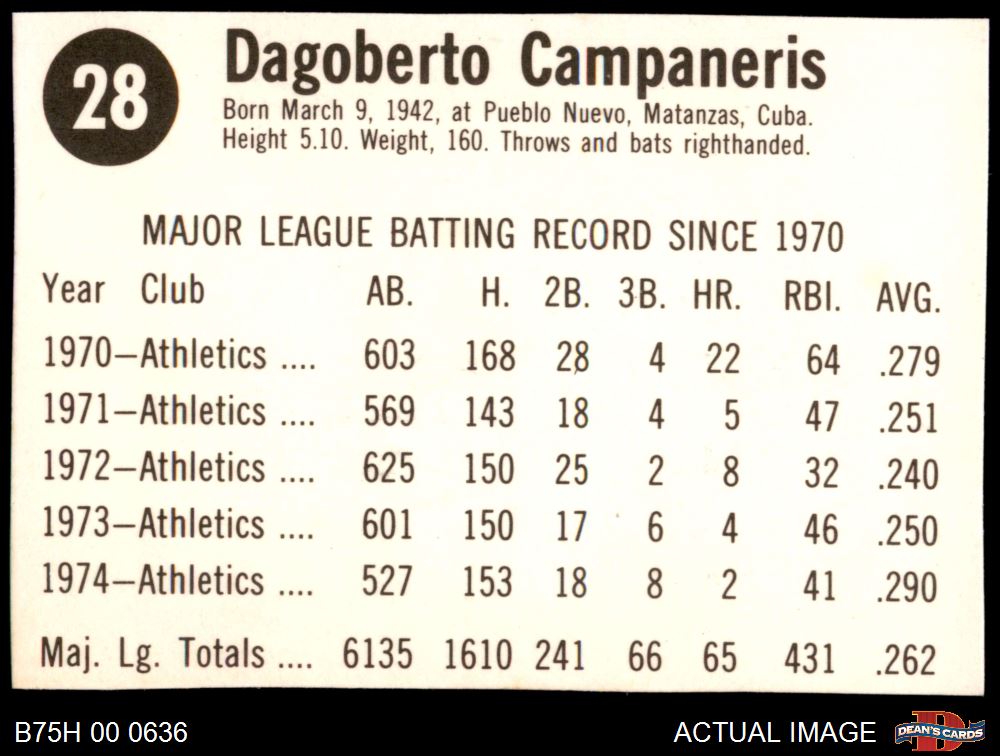 28
Dagoberto Campaneris
Born March 9, 1942, at Pueblo Nuevo, Matanzas, Cuba.
Height 5.10. Weight, 160. Throws and bats righthanded.
MAJOR LEAGUE BATTING RECORD SINCE 1970
Year Club AB. H. 2B. 3B. HR. RBI. AVG.
1970—Athletics .... 603 168 28 4 22 64 .279
1971—Athletics .... 569 143 18 4 5 47 .251
1972—Athletics .... 625 150 25 2 8 32 .240
1973—Athletics .... 601 150 17 6 4 46 .250
1974—Athletics .... 527 153 18 8 2 41 .290
Maj. Lg. Totals .... 6135 1610 241 66 65 431 .262
B75H 00 0636
ACTUAL IMAGE
D
DEAN'S CARDS